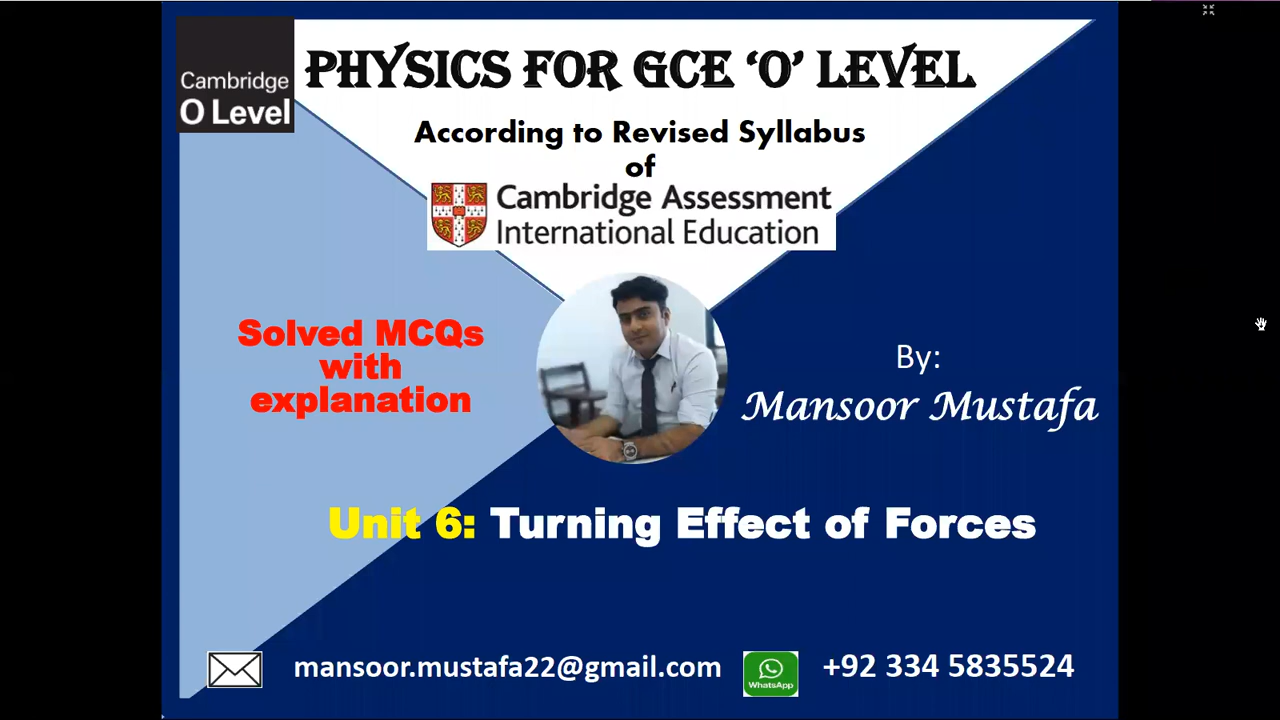 Cambridge
O Level
PHYSICS FOR GCE ‘O’ LEVEL
According to Revised Syllabus
of
Cambridge Assessment
International Education
Solved MCQs
with
explanation
By:
Mansoor Mustafa
Unit 6: Turning Effect of Forces
mansoor.mustafa22@gmail.com
WhatsApp
+92 334 5835524